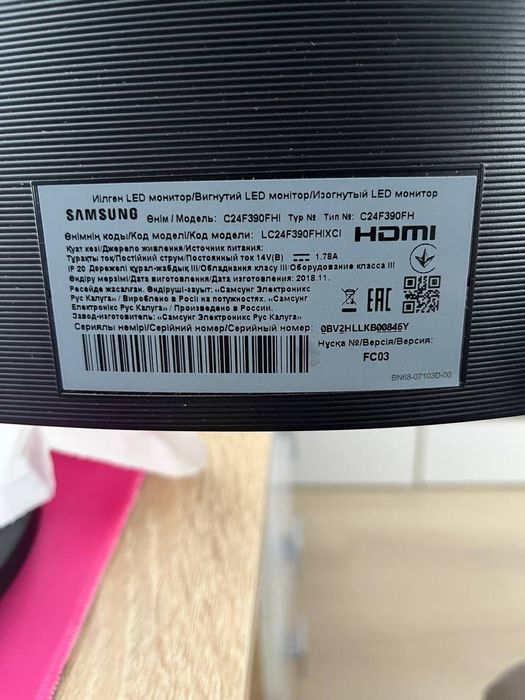 Иілген LED монитор/Вигнутий LED монітор/Изогнутый LED монитор
SAMSUNG Өнім / Модель: C24F390FHI Түр № Тип №: C24F390FH
Өнімнің коды/Код моделі/Код модели: LC24F390FHIXCI HDMI
Қуат көзі/Джерело живлення/Источник питания:
Тұрақты ток/Постійний струм/Постоянный ток 14V(В) 1.78A
IP 20 Дәрежелі құрал-жабдық III/Обладнання класу III/Оборудование класса III
Өндіру мерзімі/Дата виготовлення/Дата изготовления: 2018.11.
Ресейде жасалған. Өндіруші-зауыт: «Самсунг Электроникс
Рус Калуга» / Вироблено в Росії на потужностях. «Самсунг
Електронікс Рус Калуга» / Произведено в России.
Завод-изготовитель: «Самсунг Электроникс Рус Калуга»
EAC
Сериялы нөмірі/Серійний номер/Серийный номер: 0BV2HLLKB00845Y
Нұсқа №/Версія/Версия:
FC03
BN68-07103D-00